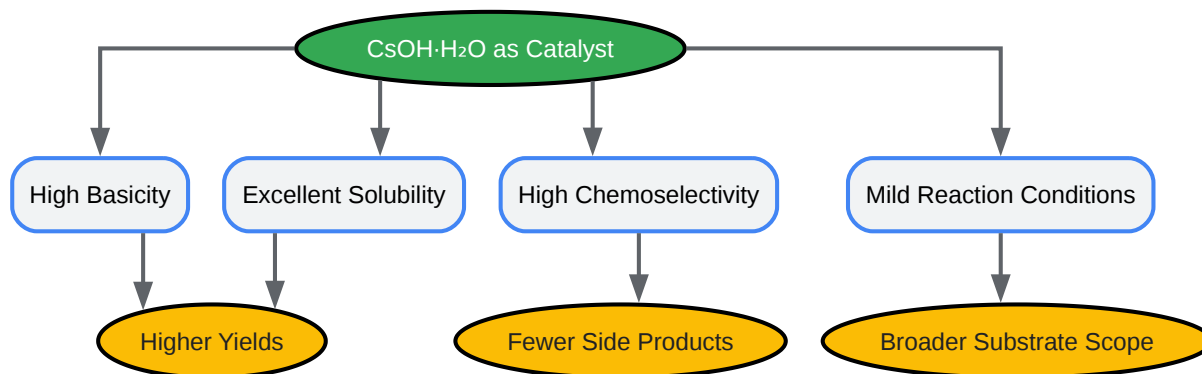 CsOH·H₂O as Catalyst
High Basicity
Excellent Solubility
High Chemoselectivity
Mild Reaction Conditions
Higher Yields
Fewer Side Products
Broader Substrate Scope